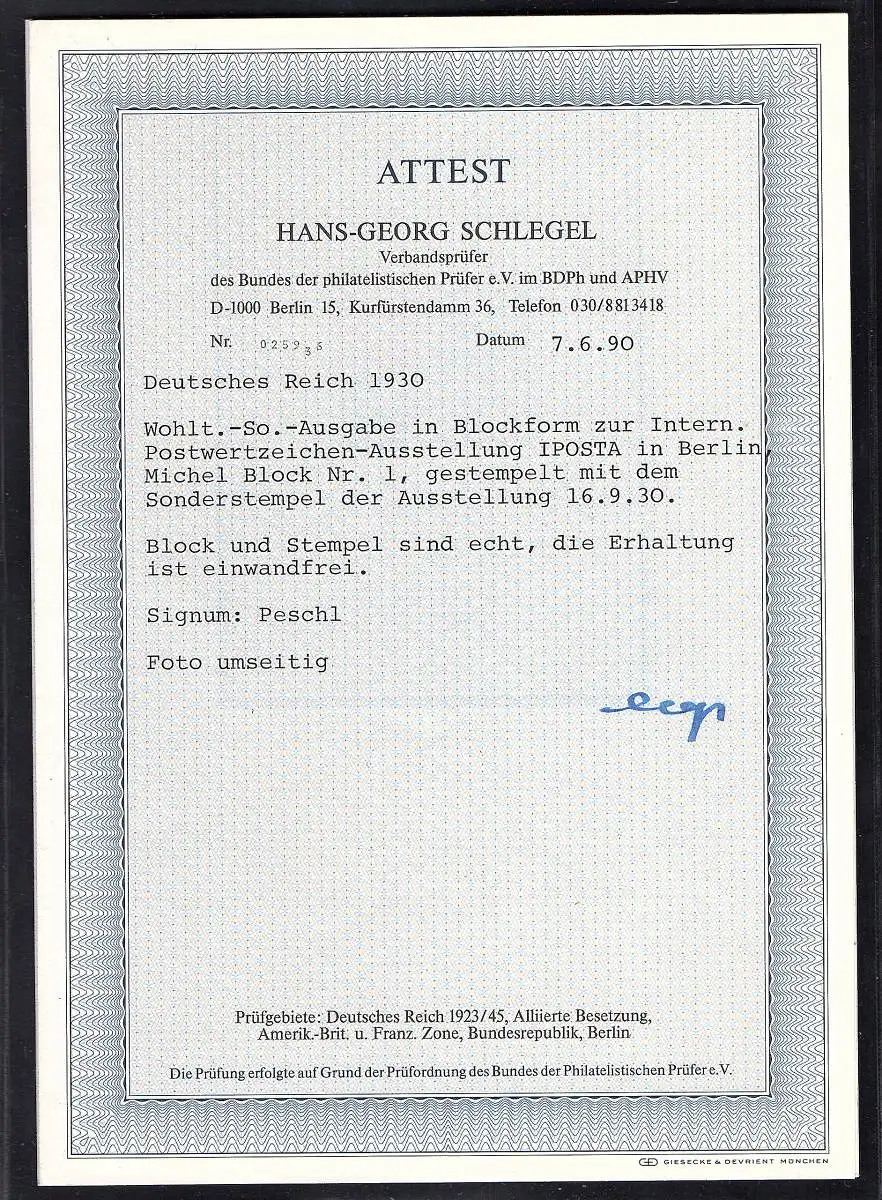 ATTEST
HANS-GEORG SCHLEGEL
Verbandsprüfer
des Bundes der philatelistischen Prüfer e.V. im BDPh und APHV
D-1000 Berlin 15, Kurfürstendamm 36, Telefon 030/8813418
Nr. 025936 Datum 7.6.90
Deutsches Reich 1930
Wohlt.-So.-Ausgabe in Blockform zur Intern.
Postwertzeichen-Ausstellung IPOSTA in Berlin,
Michel Block Nr. 1, gestempelt mit dem
Sonderstempel der Ausstellung 16.9.30.
Block und Stempel sind echt, die Erhaltung
ist einwandfrei.
Signum: Peschl
Foto umseitig
Prüfgebiete: Deutsches Reich 1923/45, Alliierte Besetzung,
Amerik.-Brit. u. Franz. Zone, Bundesrepublik, Berlin
Die Prüfung erfolgte auf Grund der Prüfordnung des Bundes der Philatelistischen Prüfer e.V.
GIESECKE & DEVRIENT MÜNCHEN